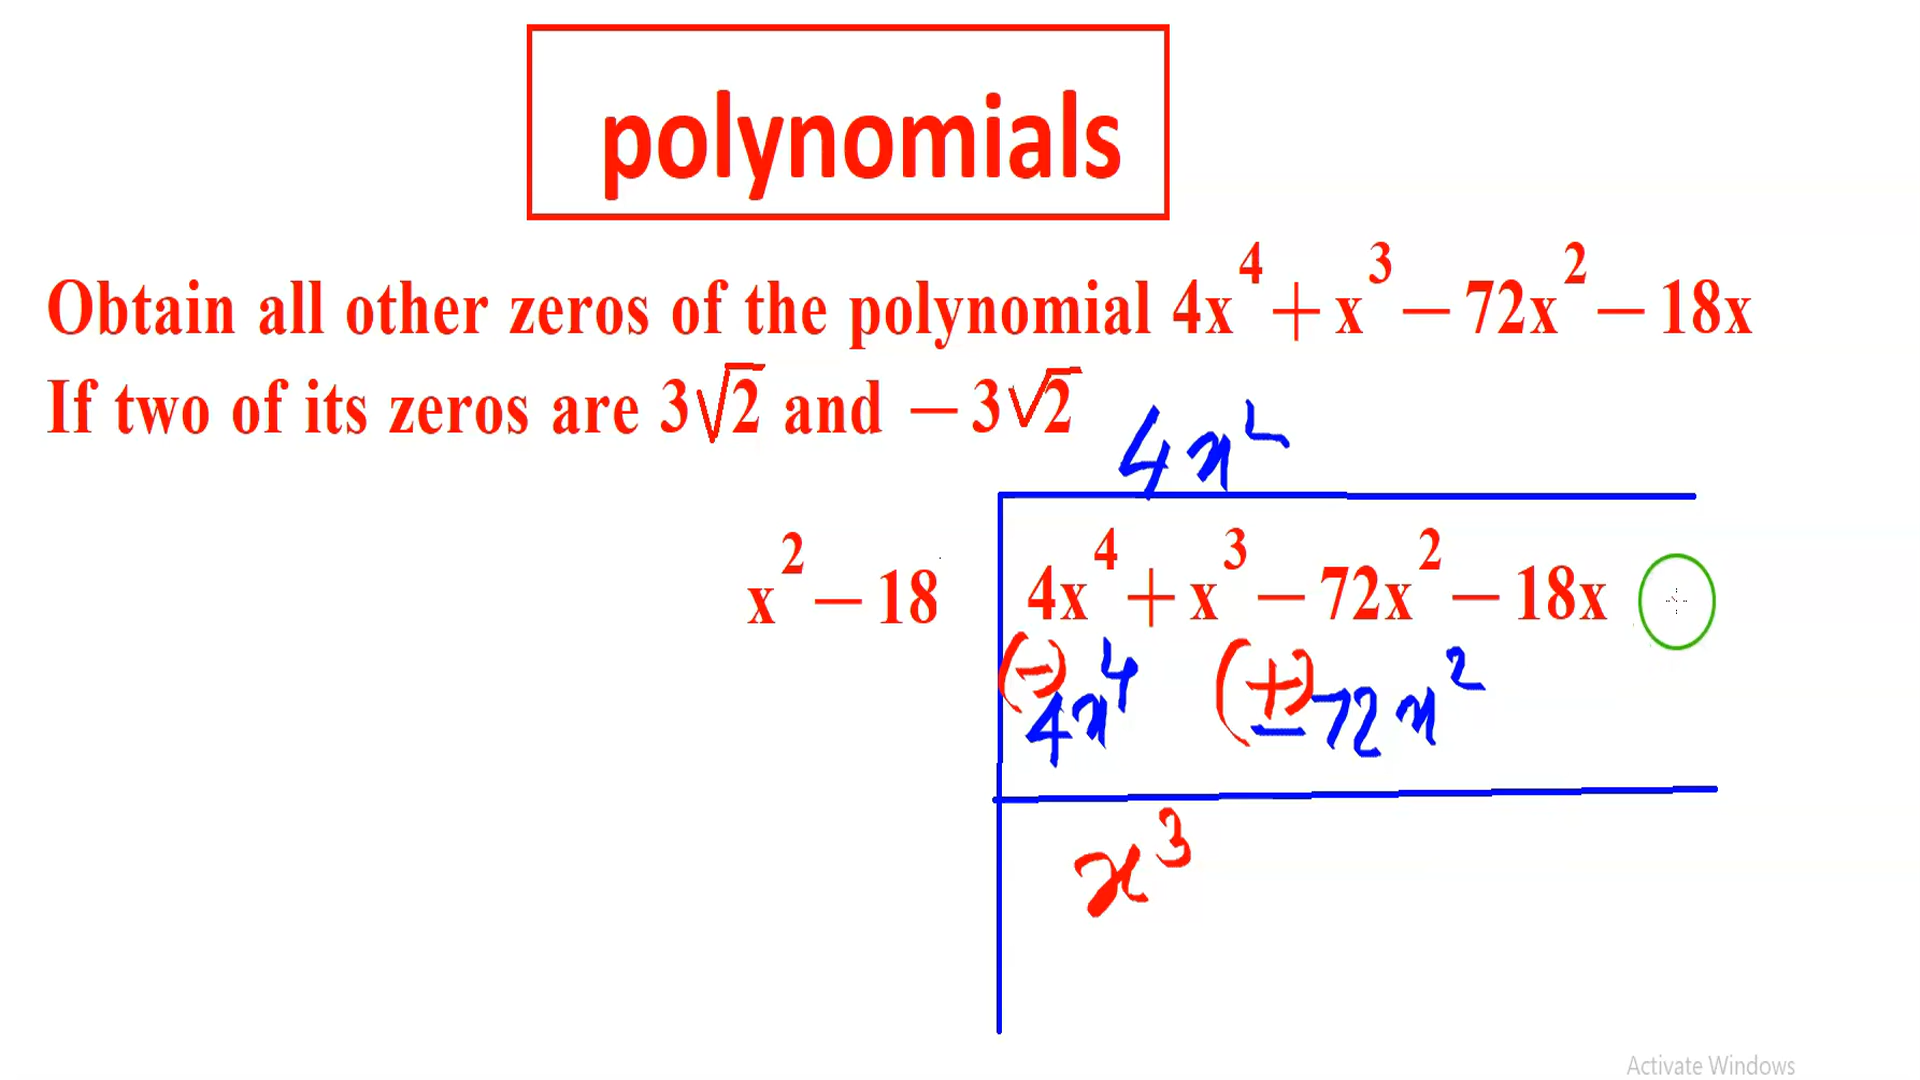 polynomials
Obtain all other zeros of the polynomial 4x⁴ + x³ − 72x² − 18x
If two of its zeros are 3√2 and − 3√2
4x²
x² − 18
4x⁴ + x³ − 72x² − 18x
(−) 4x⁴ (+) − 72x²
x³
Activate Windows